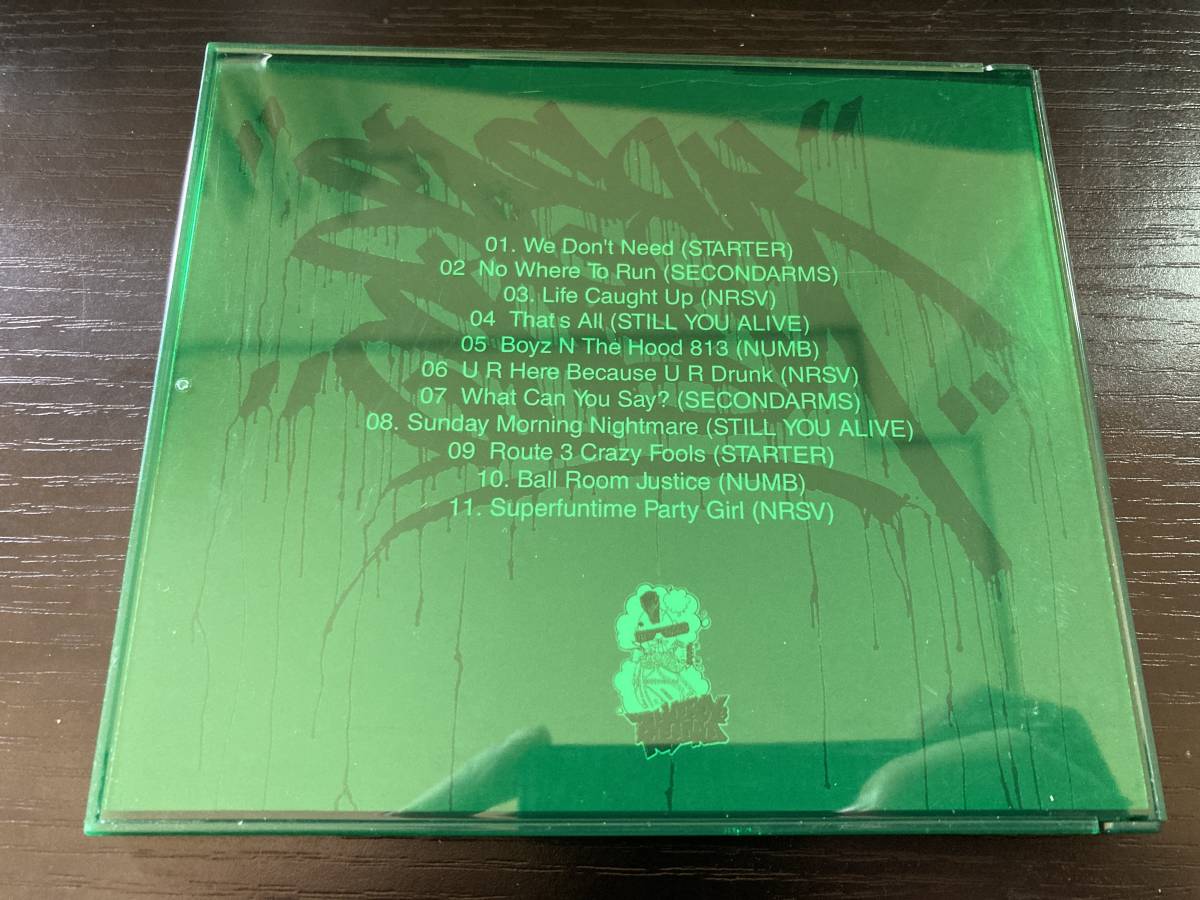 01. We Don't Need (STARTER)
02 No Where To Run (SECONDARMS)
03. Life Caught Up (NRSV)
04 That s All (STILL YOU ALIVE)
05 Boyz N The Hood 813 (NUMB)
06 U R Here Because U R Drunk (NRSV)
07 What Can You Say? (SECONDARMS)
08. Sunday Morning Nightmare (STILL YOU ALIVE)
09 Route 3 Crazy Fools (STARTER)
10. Ball Room Justice (NUMB)
11. Superfuntime Party Girl (NRSV)